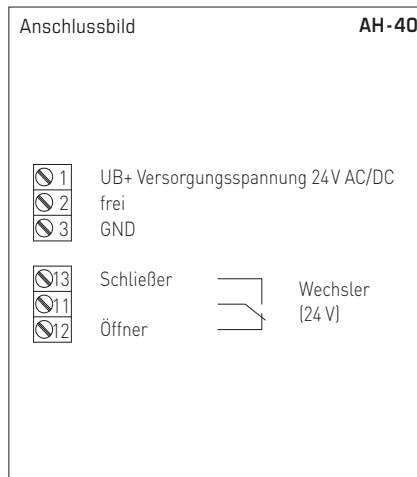 Anschlussbild AH-40
1 UB+ Versorgungsspannung 24V AC/DC
2 frei
3 GND
13 Schließer
11
12 Öffner
Wechsler
(24 V)